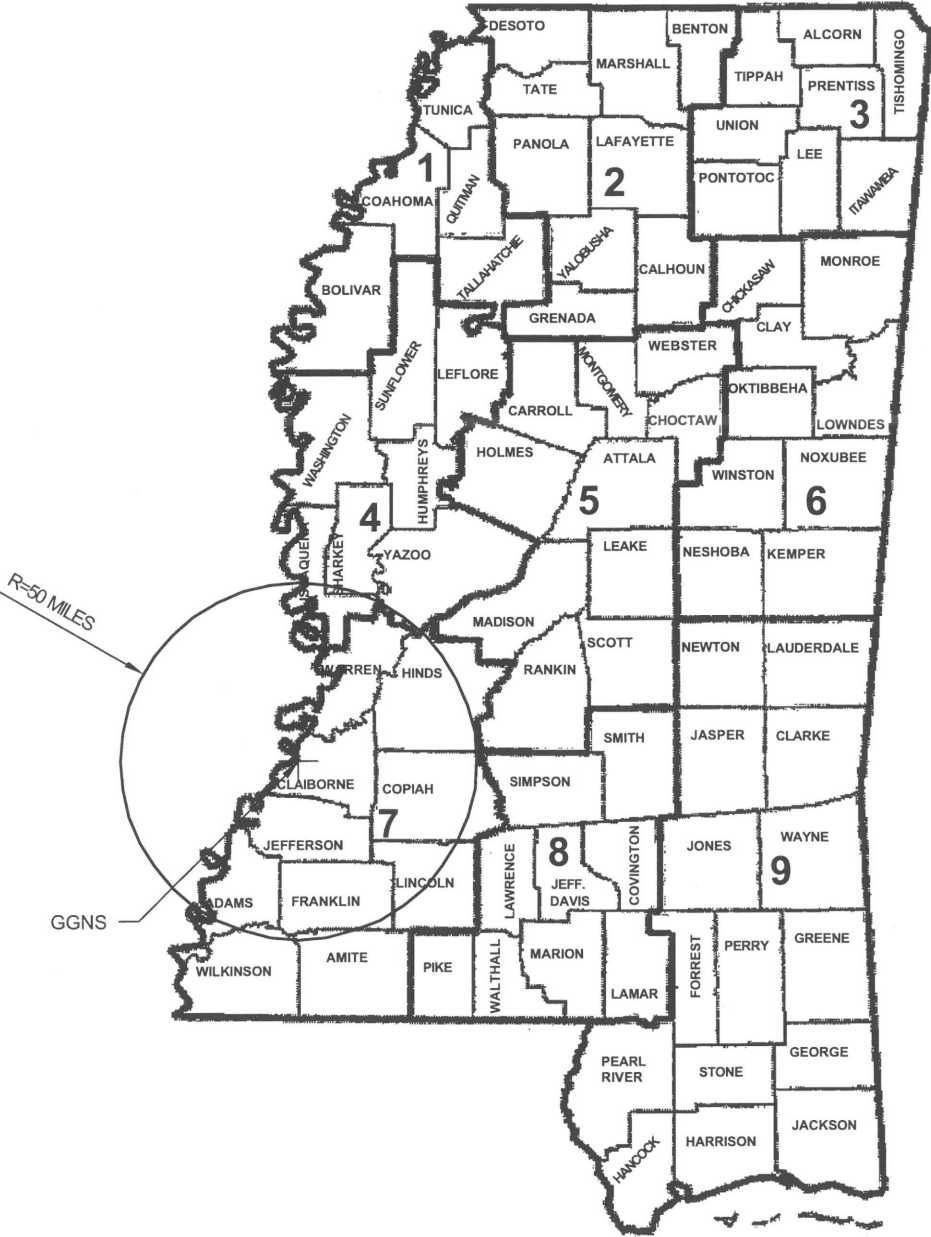 DESOTO
BENTON
ALCORN
TISHOMINGO
MARSHALL
TIPPAH
TATE
PRENTISS
3
TUNICA
UNION
PANOLA
LAFAYETTE
LEE
1
2
PONTOTOC
ITAWAMBA
COAHOMA
QUITMAN
TALLAHATCHIE
YALOBUSHA
CALHOUN
CHICKASAW
MONROE
BOLIVAR
GRENADA
CLAY
WEBSTER
SUNFLOWER
LEFLORE
MONTGOMERY
OKTIBBEHA
CARROLL
CHOCTAW
LOWNDES
WASHINGTON
HUMPHREYS
HOLMES
ATTALA
NOXUBEE
WINSTON
5
6
4
SHARKEY
YAZOO
LEAKE
NESHOBA
KEMPER
R=50 MILES
MADISON
SCOTT
WARREN
HINDS
RANKIN
NEWTON
LAUDERDALE
SMITH
JASPER
CLARKE
CLAIBORNE
COPIAH
SIMPSON
7
JEFFERSON
LAWRENCE
8
JEFF.
DAVIS
COVINGTON
JONES
WAYNE
9
LINCOLN
ADAMS
FRANKLIN
GGNS
WILKINSON
AMITE
PIKE
WALTHALL
MARION
LAMAR
FORREST
PERRY
GREENE
PEARL
RIVER
STONE
GEORGE
HANCOCK
HARRISON
JACKSON